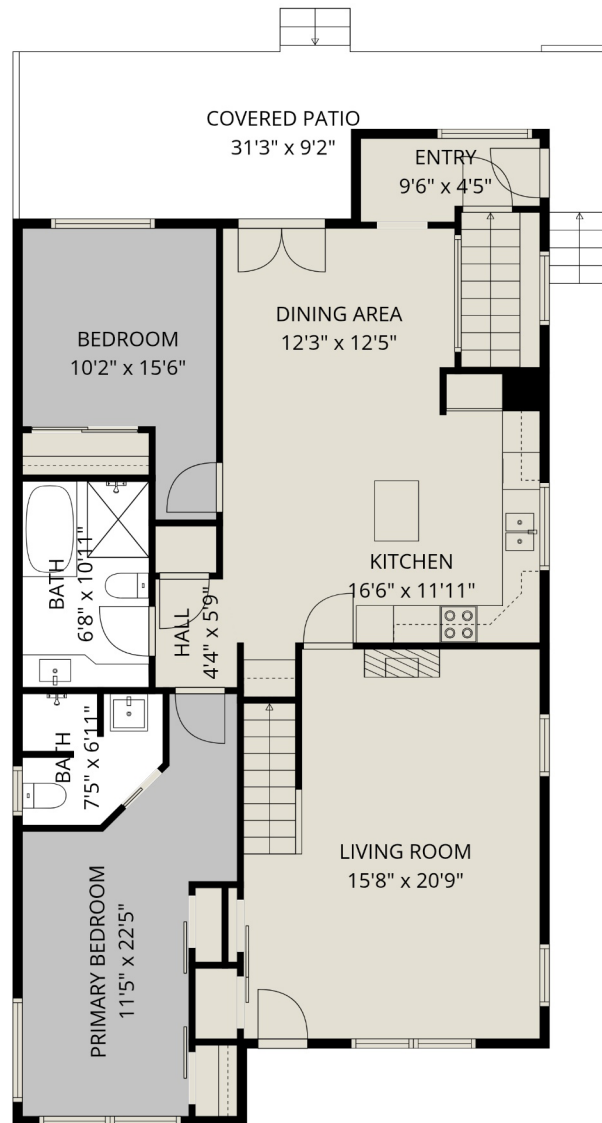 COVERED PATIO
31'3" x 9'2"
ENTRY
9'6" x 4'5"
DINING AREA
12'3" x 12'5"
BEDROOM
10'2" x 15'6"
KITCHEN
16'6" x 11'11"
BATH
6'8" x 10'11"
HALL
4'4" x 5'9"
BATH
7'5" x 6'11"
LIVING ROOM
15'8" x 20'9"
PRIMARY BEDROOM
11'5" x 22'5"